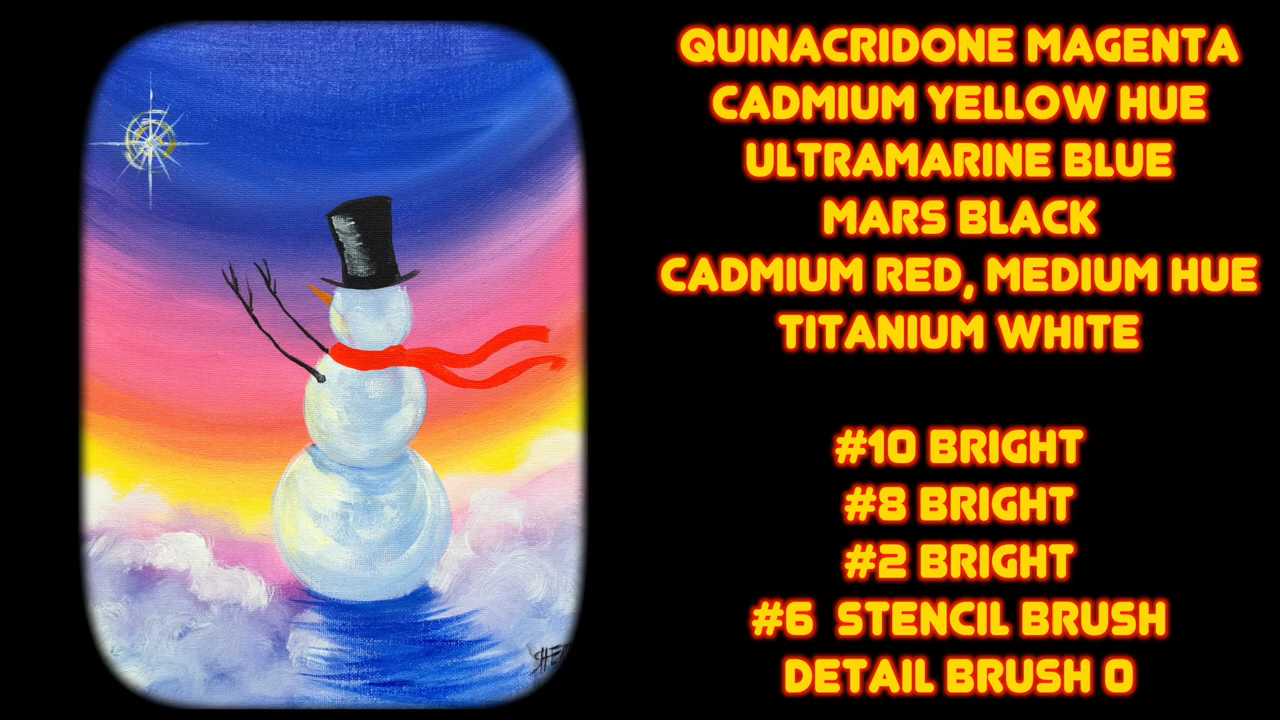 QUINACRIDONE MAGENTA
CADMIUM YELLOW HUE
ULTRAMARINE BLUE
MARS BLACK
CADMIUM RED, MEDIUM HUE
TITANIUM WHITE
#10 BRIGHT
#8 BRIGHT
#2 BRIGHT
#6 STENCIL BRUSH
DETAIL BRUSH 0